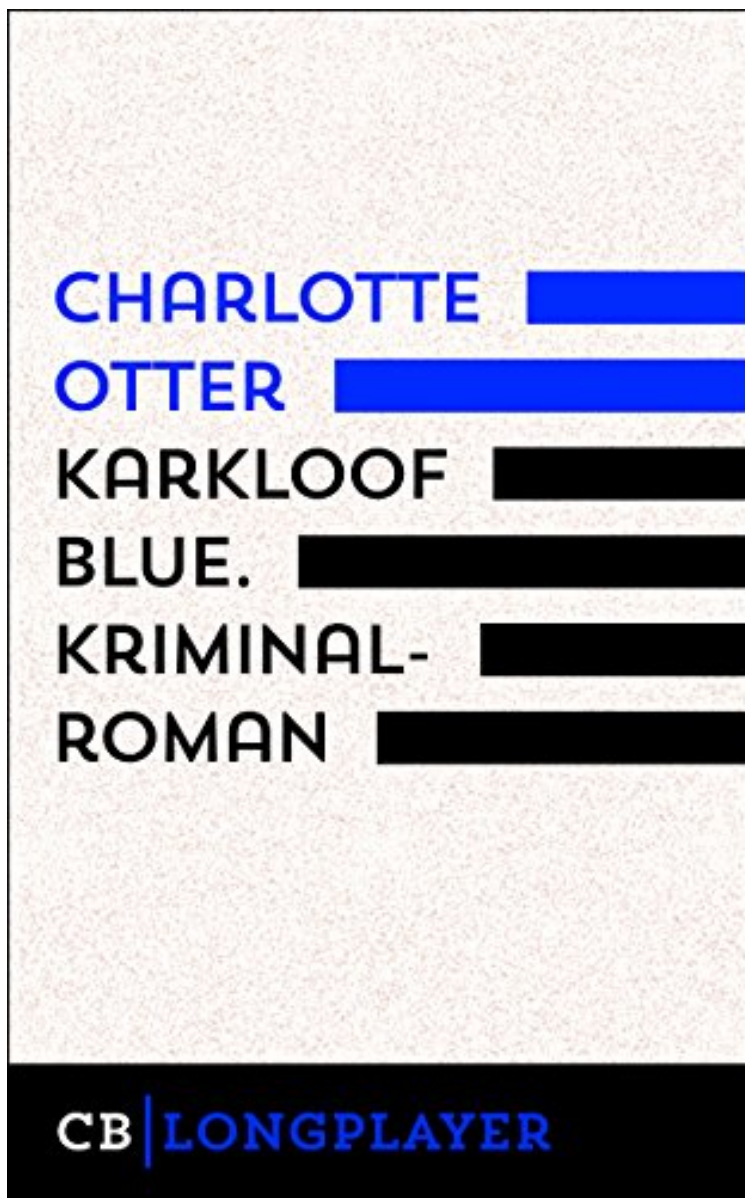 CHARLOTTE
OTTER
KARKLOOF
BLUE.
KRIMINAL-
ROMAN
CB|LONGPLAYER